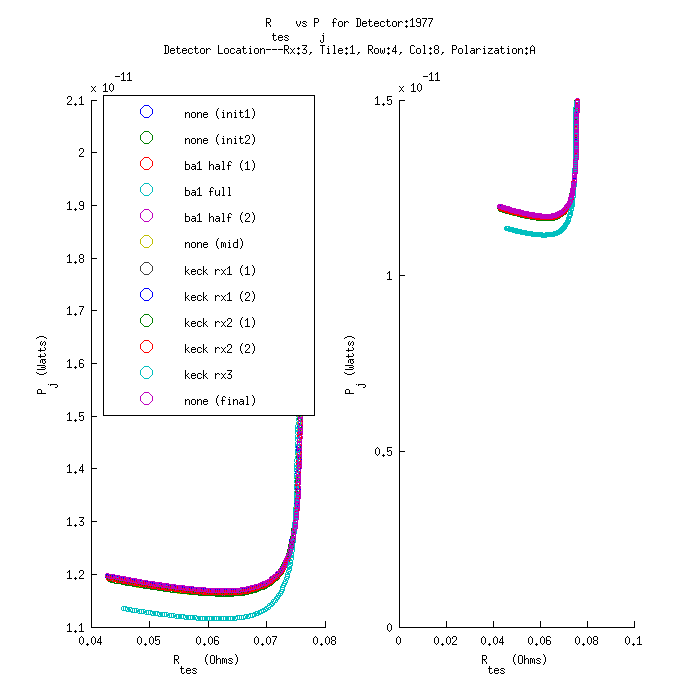 R    vs P  for Detector:1977
tes     j
Detector Location---Rx:3, Tile:1, Row:4, Col:8, Polarization:A
x 10^-11
2.1
2
1.9
1.8
1.7
1.6
1.5
1.4
1.3
1.2
1.1
P_j (Watts)
none (init1)
none (init2)
ba1 half (1)
ba1 full
ba1 half (2)
none (mid)
keck rx1 (1)
keck rx1 (2)
keck rx2 (1)
keck rx2 (2)
keck rx3
none (final)
0.04 0.05 0.06 0.07 0.08
R_tes (Ohms)
x 10^-11
1.5
1
0.5
0
P_j (Watts)
0 0.02 0.04 0.06 0.08 0.1
R_tes (Ohms)